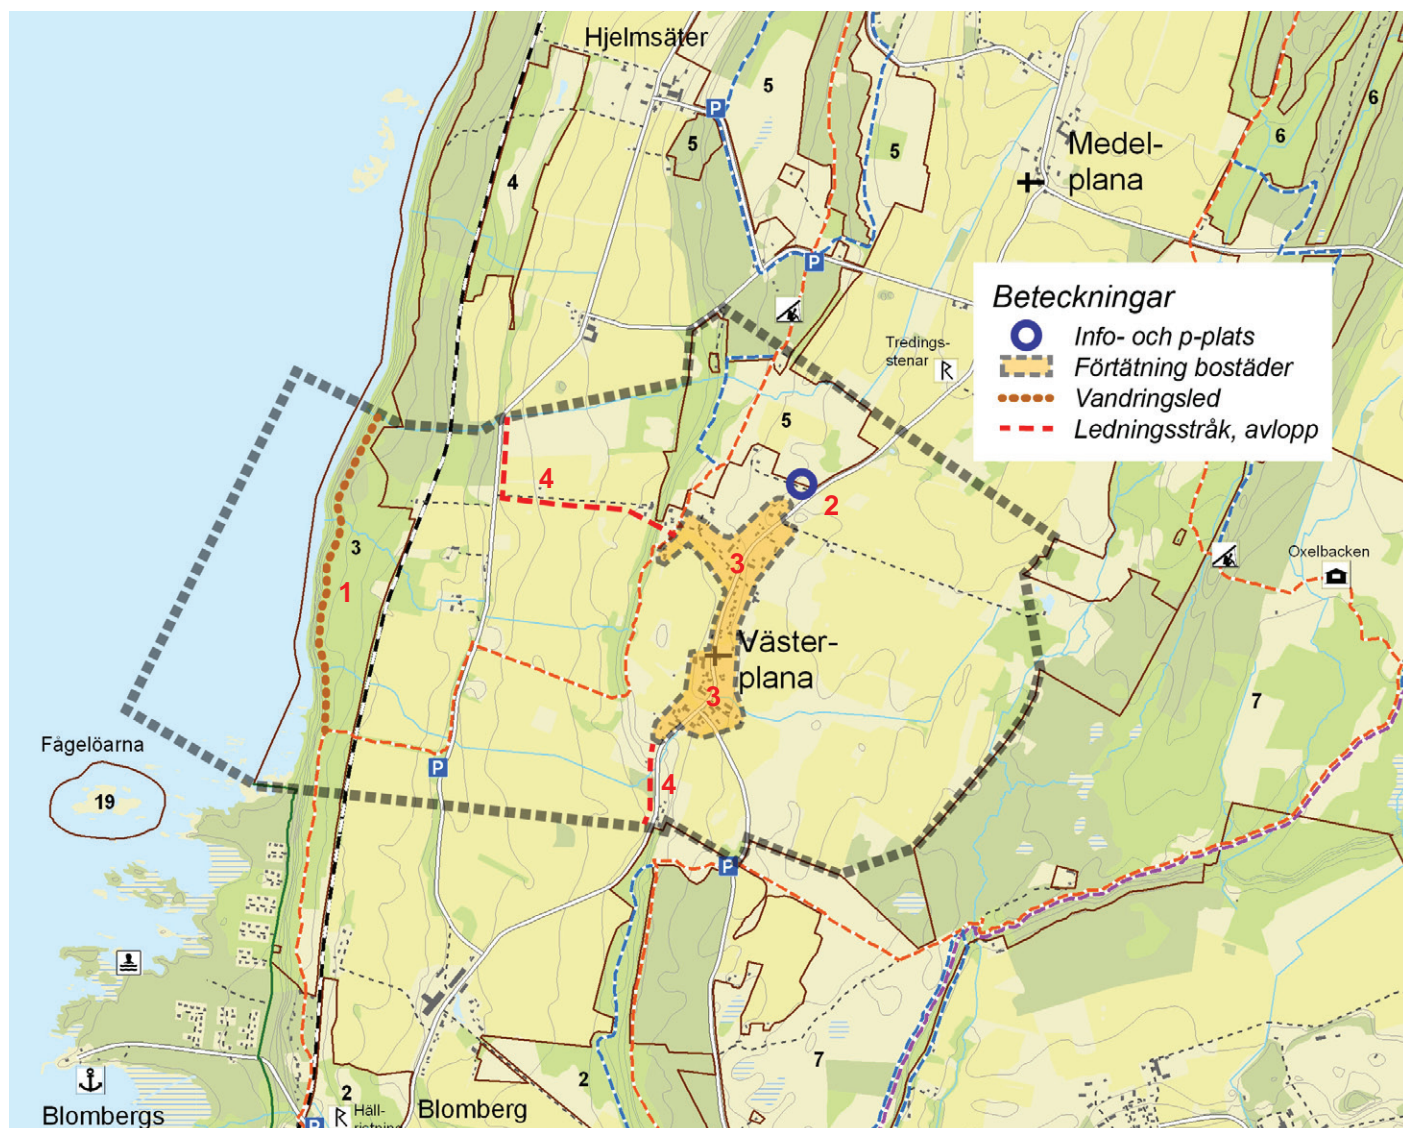 Hjelmsäter
P
5
6
5
5
6
Medel-
plana
4
P
Beteckningar
Info- och p-plats
Förtätning bostäder
Vandringsled
Ledningsstråk, avlopp
Tredings-
stenar
R
5
4
2
3
3
1
Oxelbacken
Väster-
plana
3
7
Fågelöarna
P
19
4
P
2
7
2
Blomberg
Blombergs
R
Häll-
ristning
P